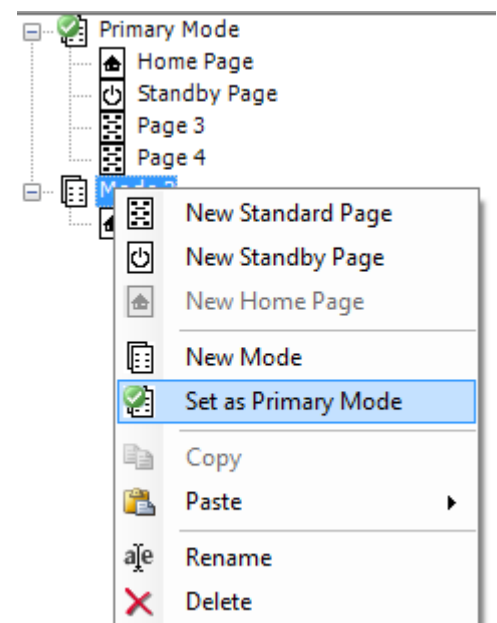 Primary Mode
Home Page
Standby Page
Page 3
Page 4
New Standard Page
New Standby Page
New Home Page
New Mode
Set as Primary Mode
Copy
Paste
Rename
Delete